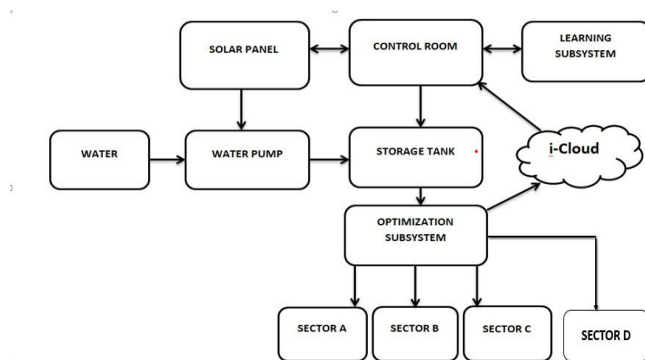 SOLAR PANEL
CONTROL ROOM
LEARNING
SUBSYSTEM
WATER
WATER PUMP
STORAGE TANK
i-Cloud
OPTIMIZATION
SUBSYSTEM
SECTOR A
SECTOR B
SECTOR C
SECTOR D